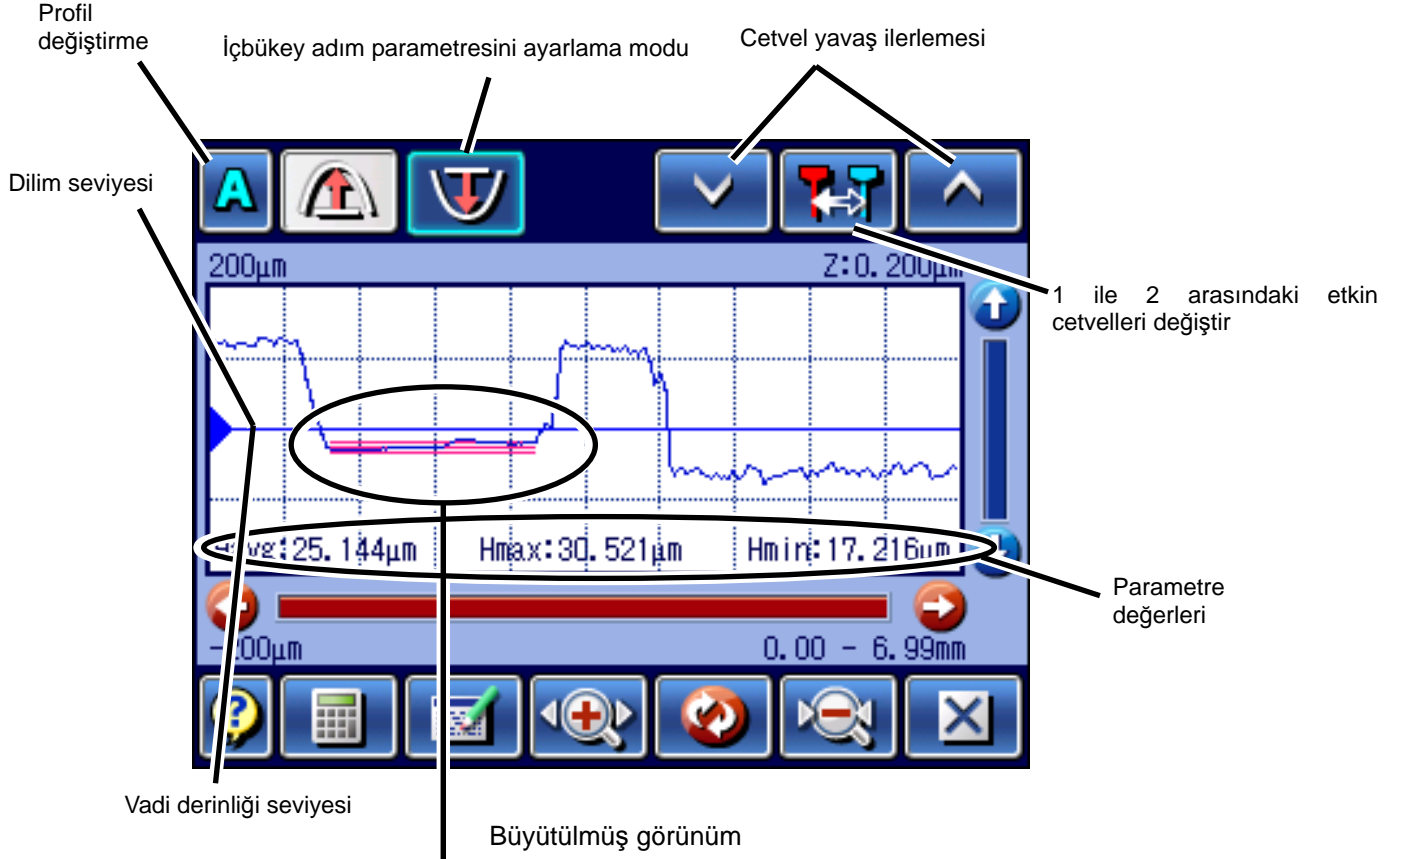 Profil
değiştirme
İçbükey adım parametresini ayarlama modu
Cetvel yavaş ilerlemesi
Dilim seviyesi
A
200µm
Z:0.200µm
1 ile 2 arasındaki etkin
cetvelleri değiştir
Hmax:30.521µm
25.144µm
Hmin:17.216µm
Parametre
değerleri
-200µm
0.00 - 6.99mm
Vadi derinliği seviyesi
Büyütülmüş görünüm